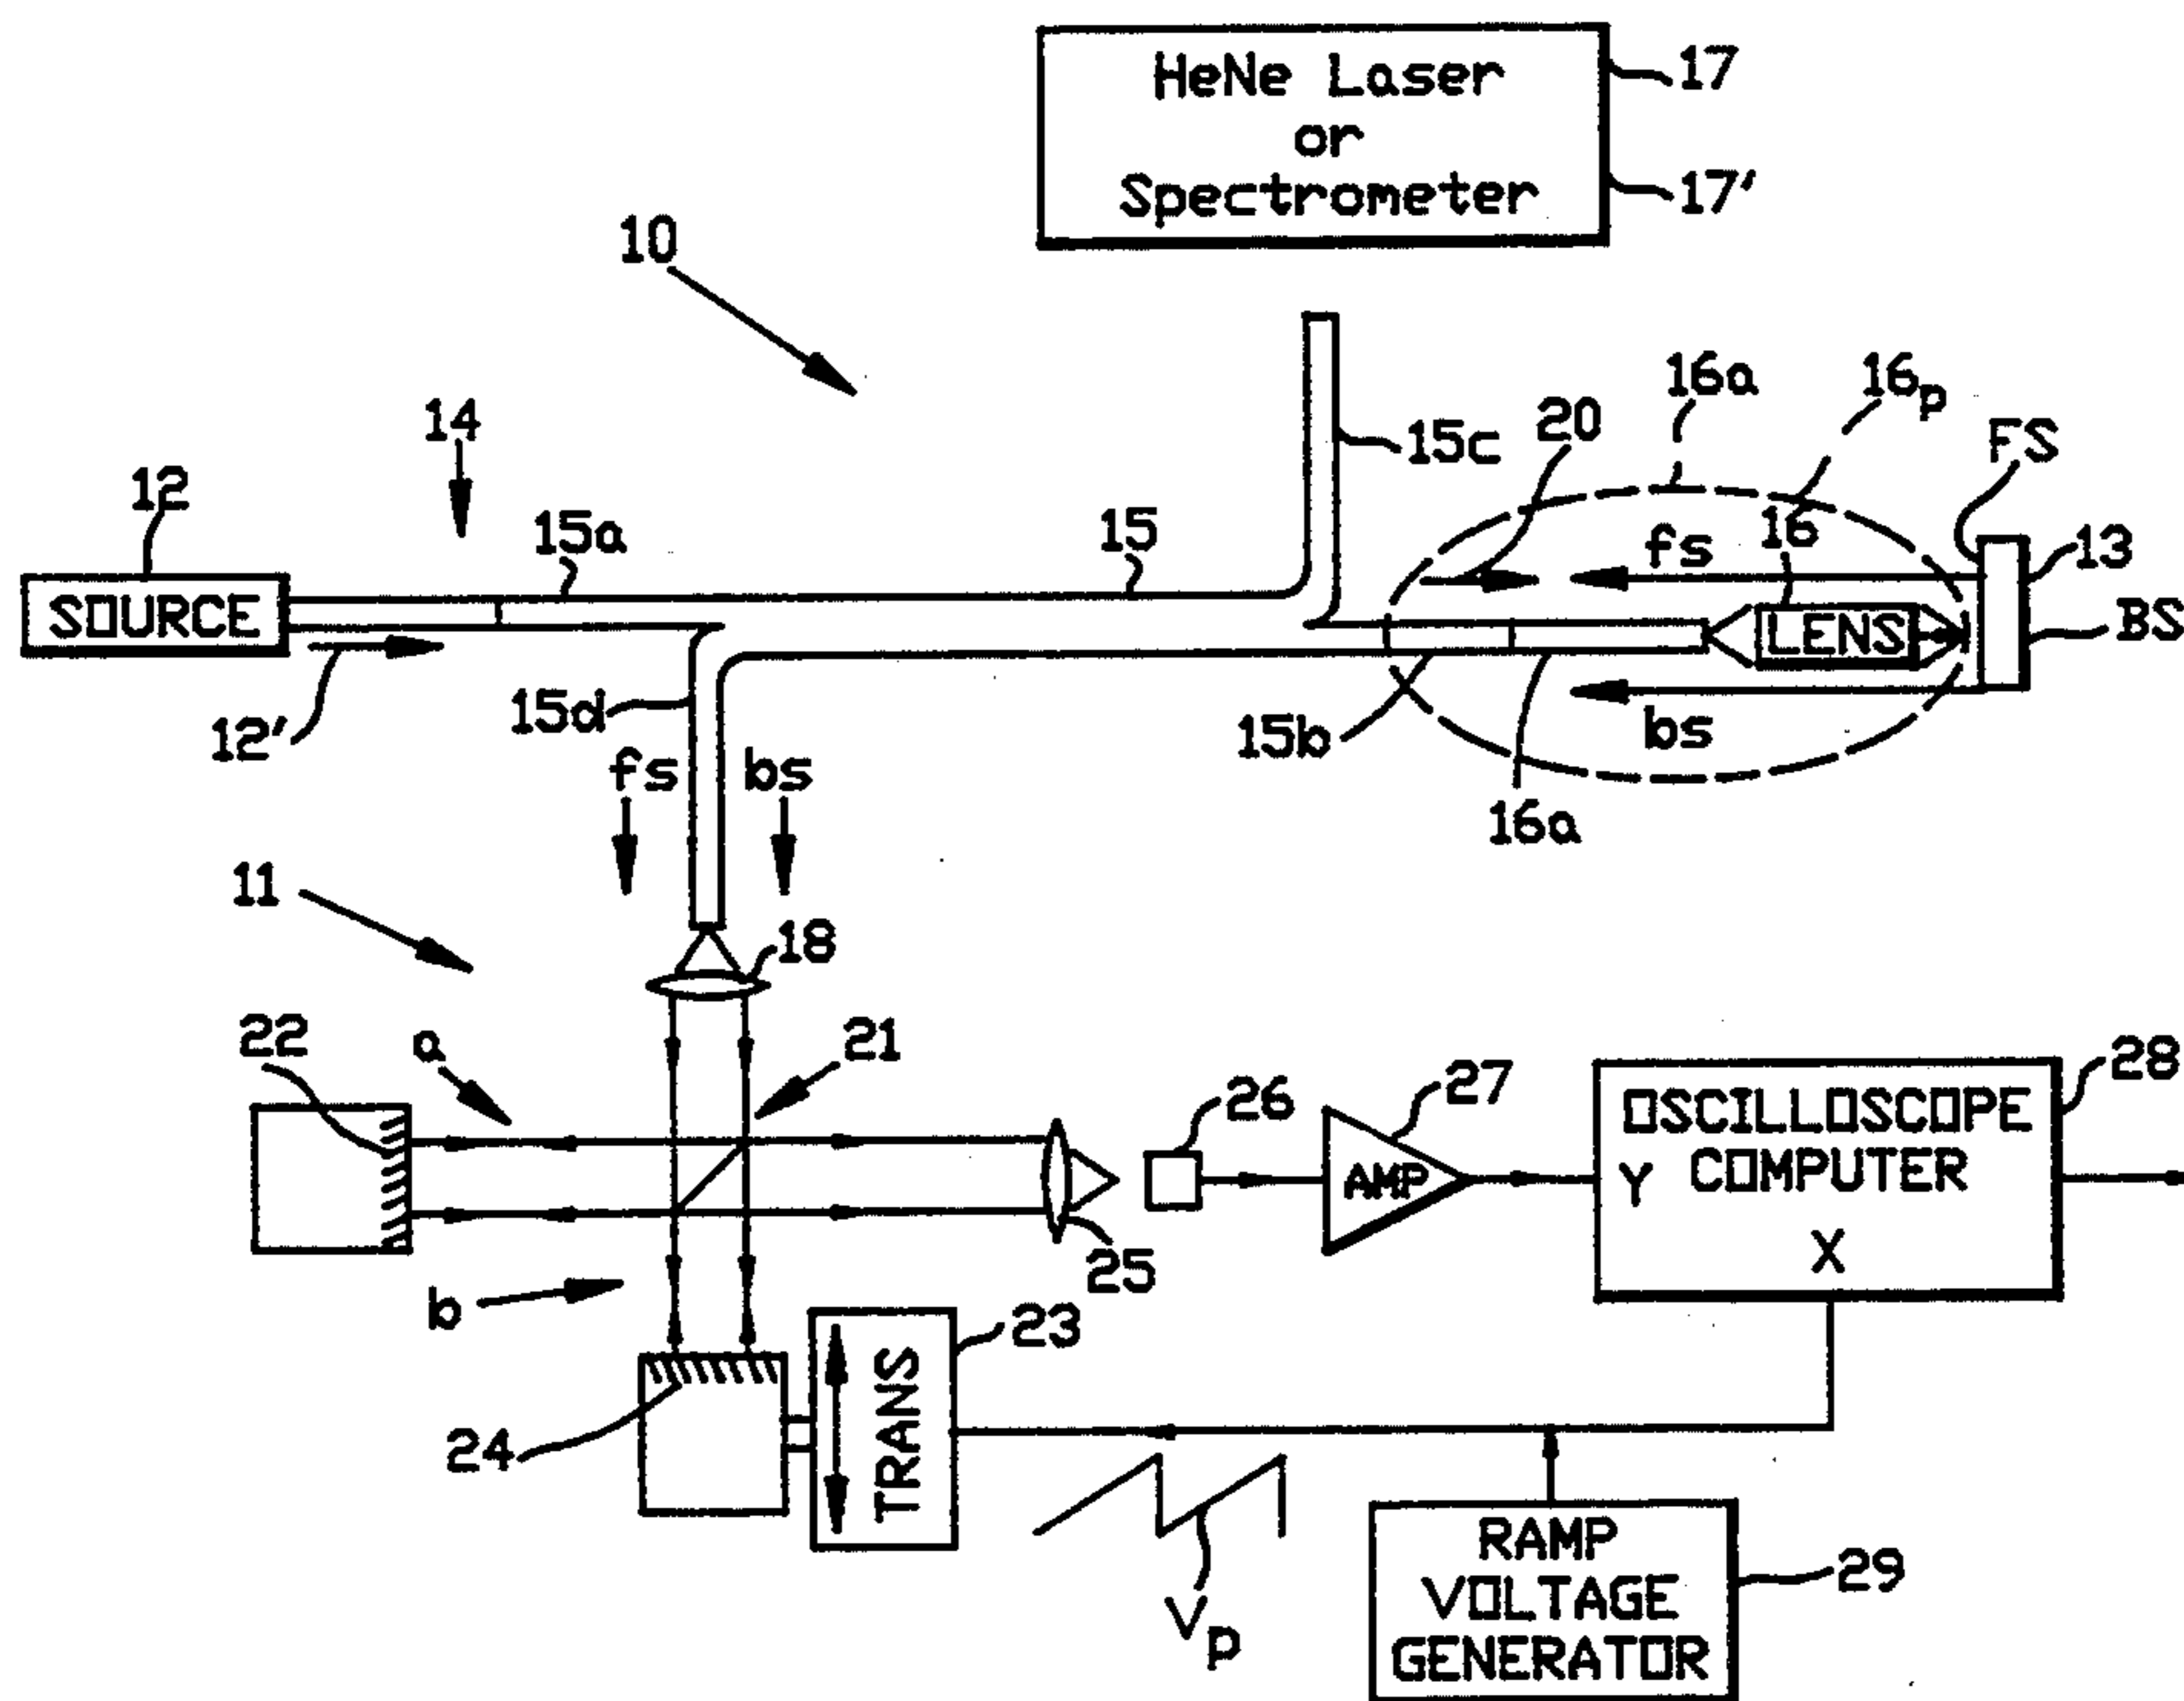 HeNe Laser
or
Spectrometer
17
17'
10
16a
16p
14
20
FS
15c
12
15a
15
fs
16
13
SOURCE
LENS
BS
12'
15d
15b
bs
fs
bs
16a
11
18
22
a
21
26
27
28
OSCILLOSCOPE
COMPUTER
Y
AMP
X
25
b
23
TRANS
24
RAMP
VOLTAGE
GENERATOR
29
Vp